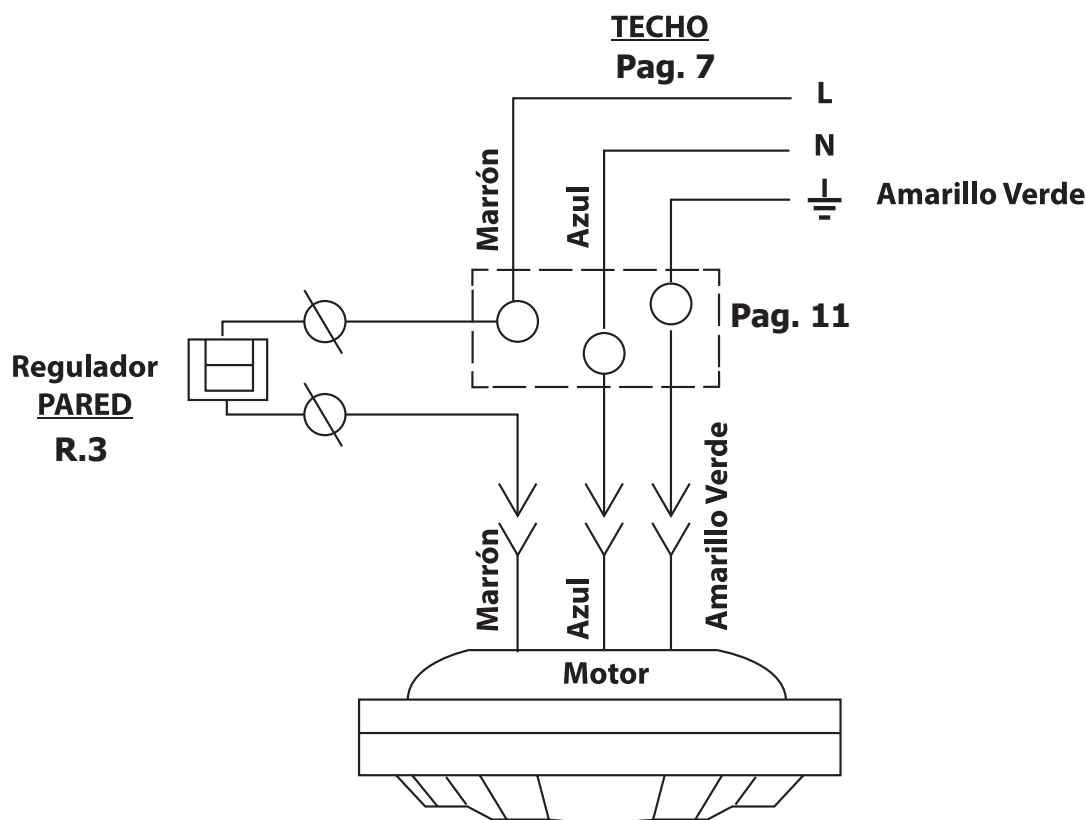 TECHO
Pag. 7
L
N
Amarillo Verde
Marrón
Azul
Pag. 11
Regulador
PARED
R.3
Marrón
Azul
Amarillo Verde
Motor